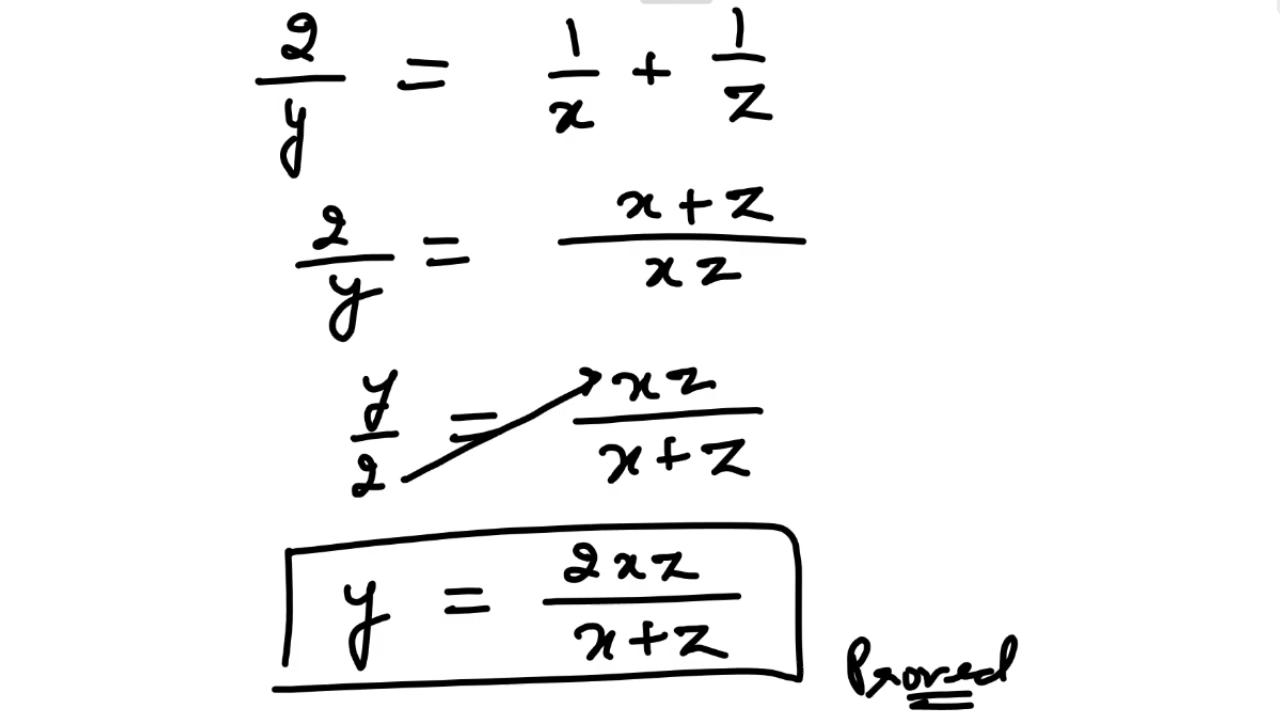 2/y = 1/x + 1/z
2/y = x+z/xz
y/2 = xz/x+z
y = 2xz/x+z
Proved